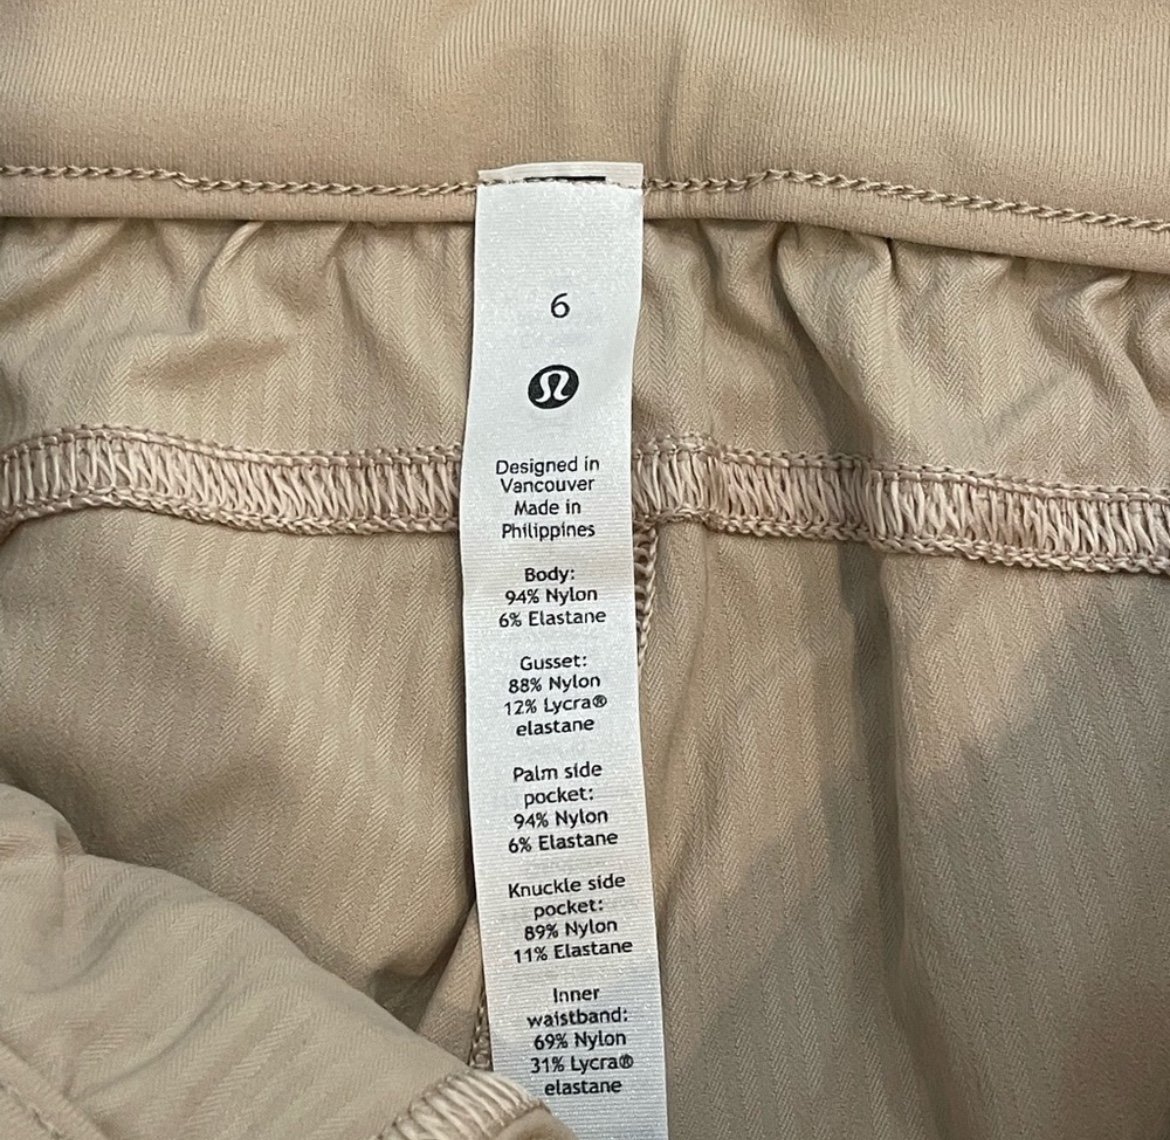 6
Designed in
Vancouver
Made in
Philippines
Body:
94% Nylon
6% Elastane
Gusset:
88% Nylon
12% Lycra®
elastane
Palm side
pocket:
94% Nylon
6% Elastane
Knuckle side
pocket:
89% Nylon
11% Elastane
Inner
waistband:
69% Nylon
31% Lycra®
elastane